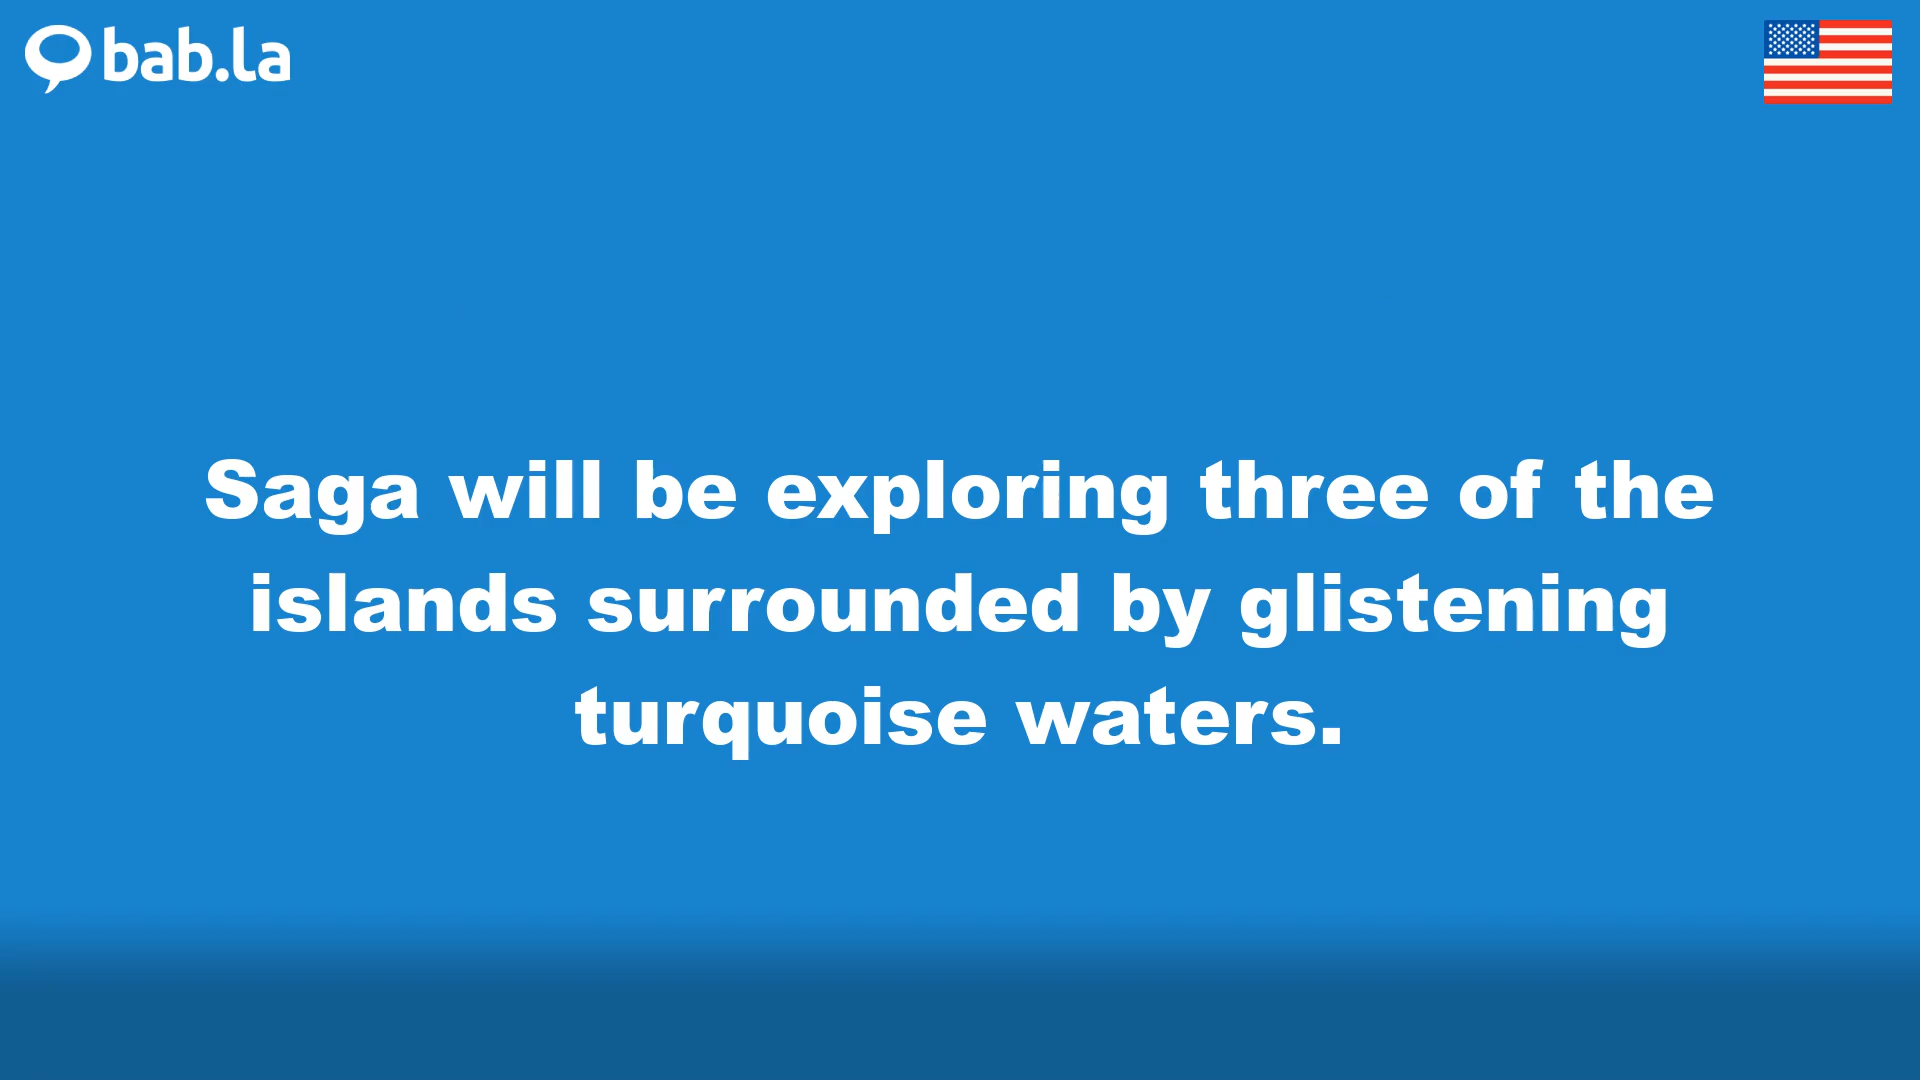 bab.la
Saga will be exploring three of the
islands surrounded by glistening
turquoise waters.